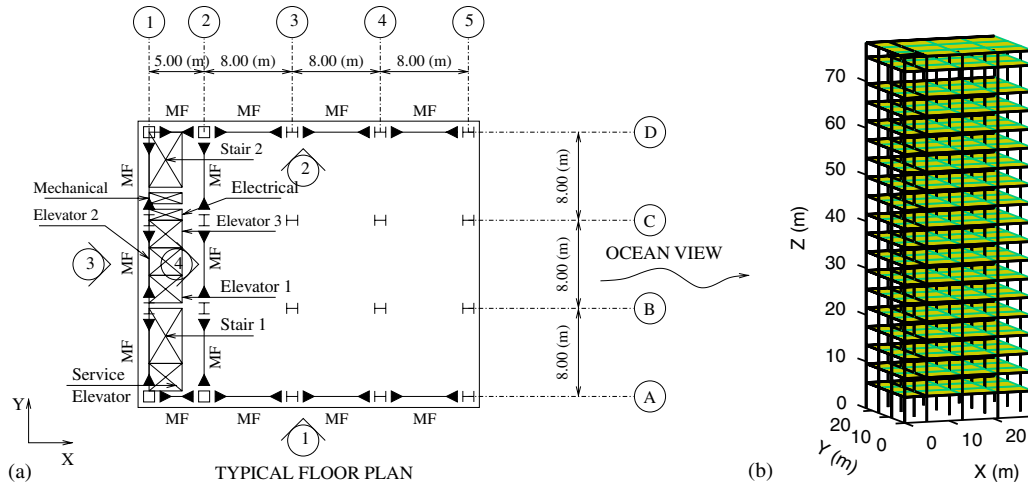 1 2 3 4 5
5.00 (m) 8.00 (m) 8.00 (m) 8.00 (m)
MF MF MF MF
D
Stair 2
2
MF
MF
8.00 (m)
Mechanical
Electrical
Elevator 2
Elevator 3
C
OCEAN VIEW
3
MF
4
MF
8.00 (m)
Elevator 1
B
Stair 1
MF
MF
8.00 (m)
Service
Elevator
A
MF MF MF MF
1
Y
X
(a)
TYPICAL FLOOR PLAN
70
60
50
40
30
20
10
0
Z (m)
20
10
0
Y (m)
0 10 20
X (m)
(b)